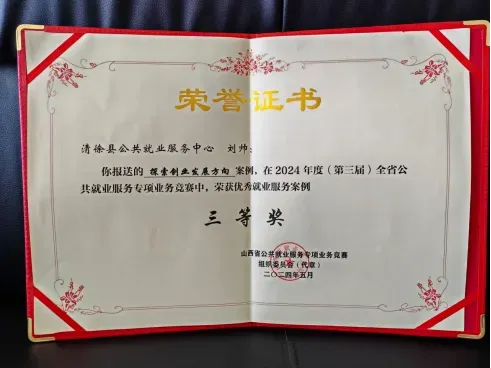 荣誉证书
清徐县公共就业服务中心 刘帅:
你报送的 探索创业发展方向 案例,在2024年度(第三届)全省公
共就业服务专项业务竞赛中,荣获优秀就业服务案例
三等奖
山西省公共就业服务专项业务竞赛
组织委员会(代章)
二〇二四年五月